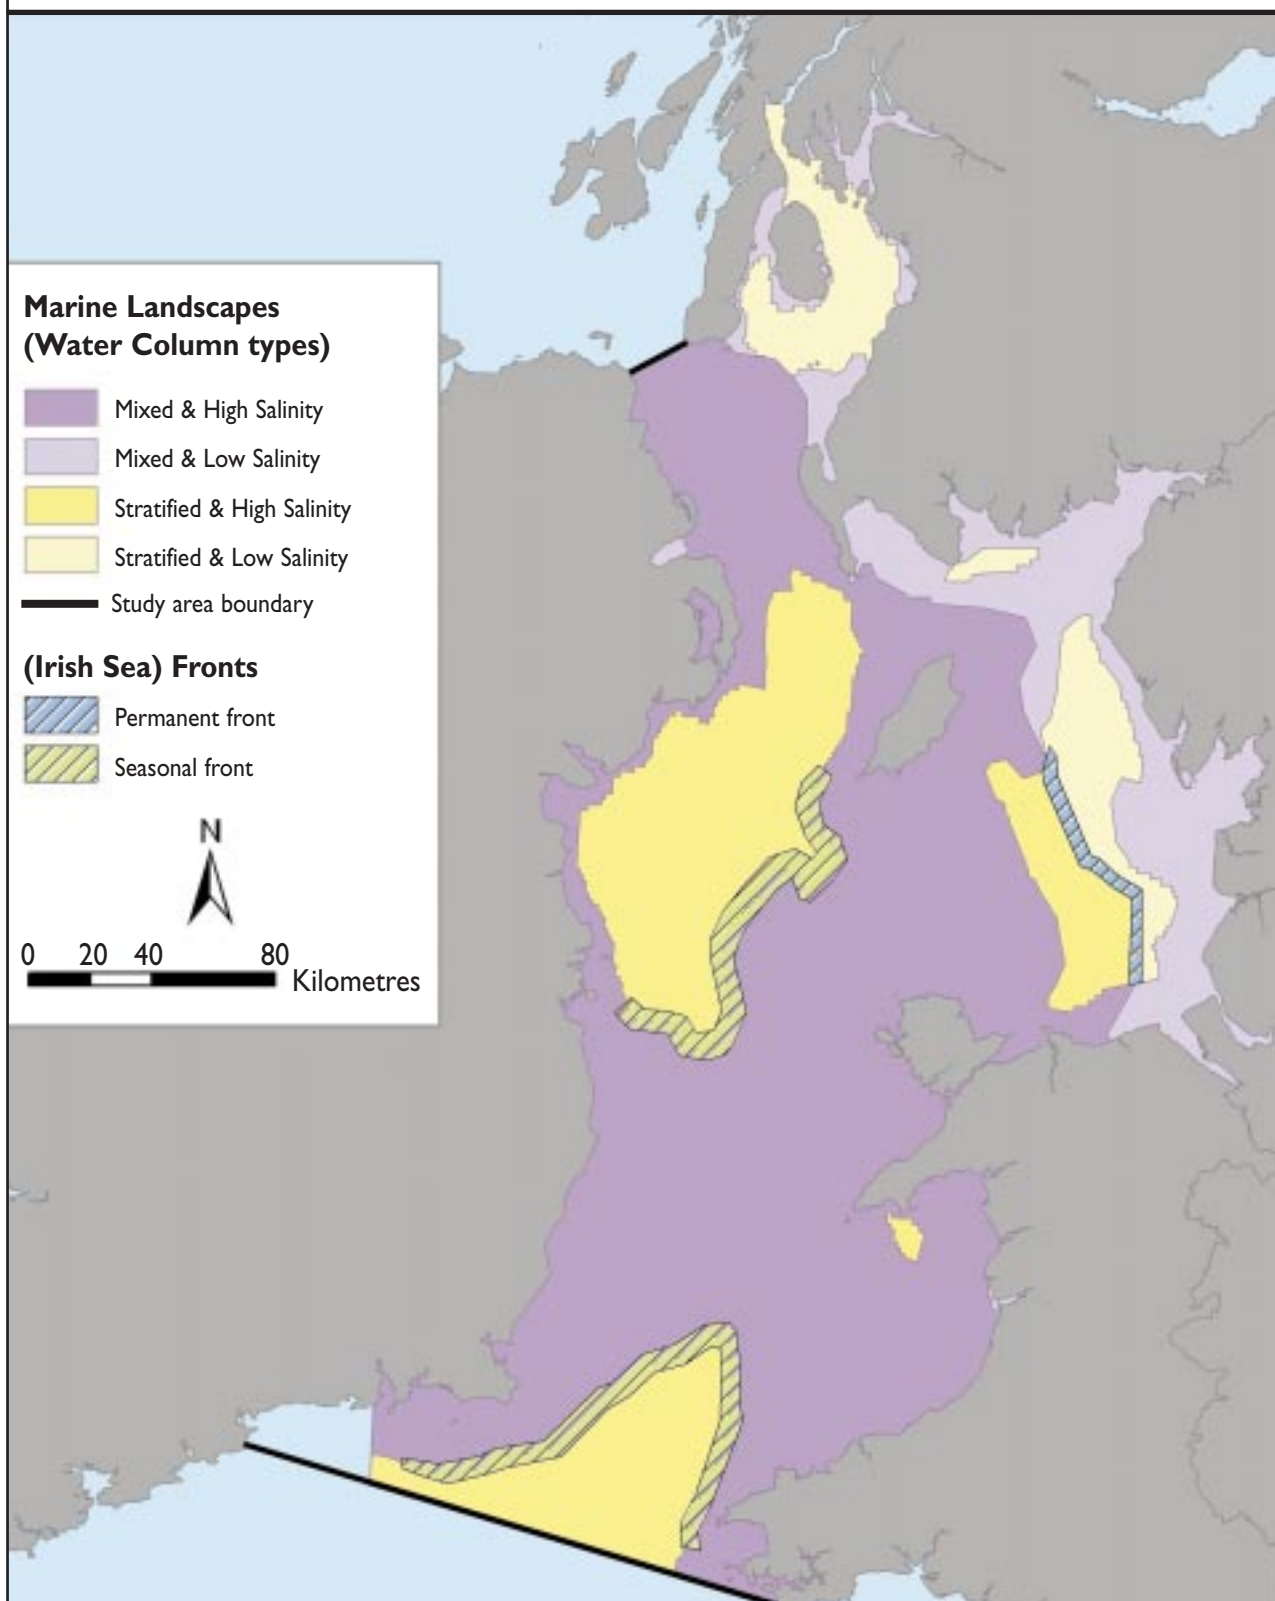 Marine Landscapes
(Water Column types)
Mixed & High Salinity
Mixed & Low Salinity
Stratified & High Salinity
Stratified & Low Salinity
Study area boundary
(Irish Sea) Fronts
Permanent front
Seasonal front
N
0 20 40 80
Kilometres